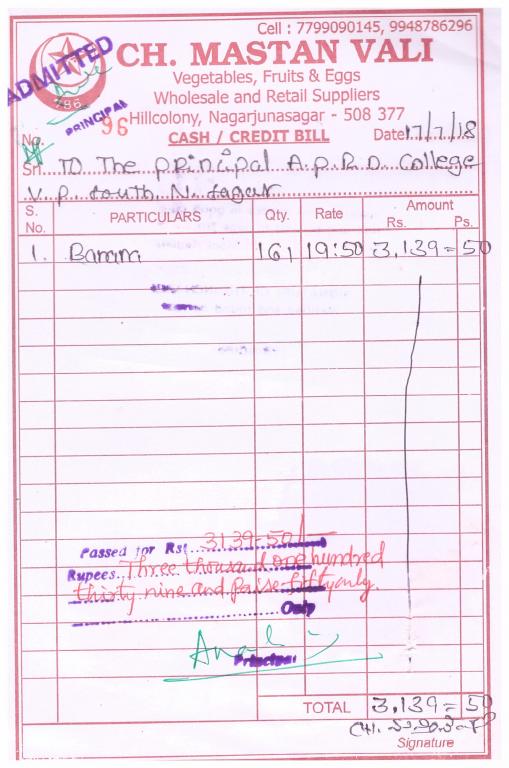 Cell : 7799090145, 9948786296
ADMITTED
786
CH. MASTAN VALI
Vegetables, Fruits & Eggs
Wholesale and Retail Suppliers
PRINCIPAL
Hillcolony, Nagarjunasagar - 508 377
No. 96
CASH / CREDIT BILL
Date 17/7/18
Sri. TO The principal A.P.R.D. College
V.P. South N. Sagar
S. No. PARTICULARS Qty. Rate Amount Rs. Ps.
1. Banana 161 19:50 3,139=50
Passed for Rs. 3139-50/-
Rupees Three thousand one hundred
thirty nine and paise fifty only
Only
Principal
TOTAL 3,139=50
Signature